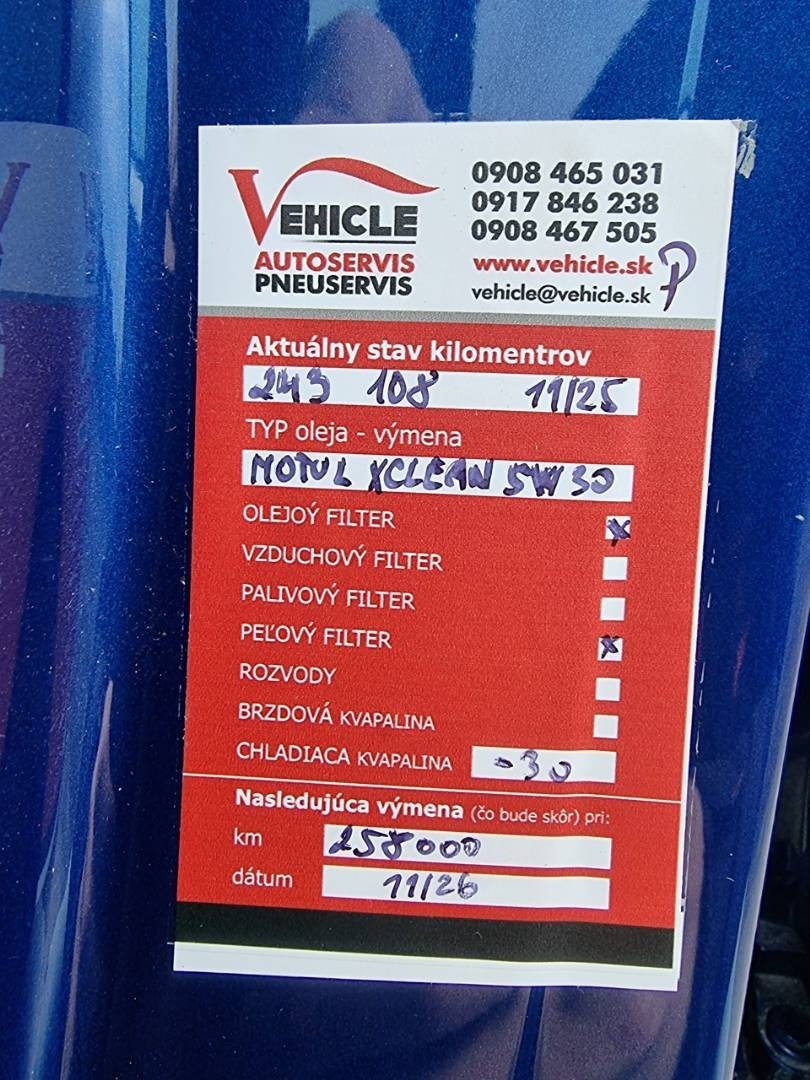 VEHICLE
AUTOSERVIS
PNEUSERVIS
0908 465 031
0917 846 238
0908 467 505
www.vehicle.sk
vehicle@vehicle.sk
P
Aktuálny stav kilomentrov
243 108 11/25
TYP oleja - výmena
MOTUL XCLEAN 5W30
OLEJOÝ FILTER X
VZDUCHOVÝ FILTER
PALIVOVÝ FILTER
PEĽOVÝ FILTER X
ROZVODY
BRZDOVÁ KVAPALINA
CHLADIACA KVAPALINA -30
Nasledujúca výmena (čo bude skôr) pri:
km 258000
dátum 11/26